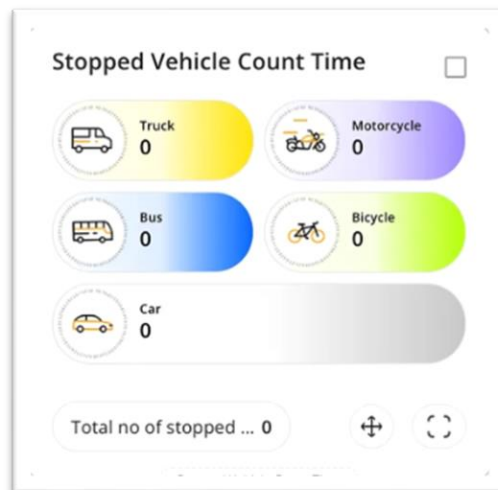 Stopped Vehicle Count Time
Truck
0
Motorcycle
0
Bus
0
Bicycle
0
Car
0
Total no of stopped ... 0